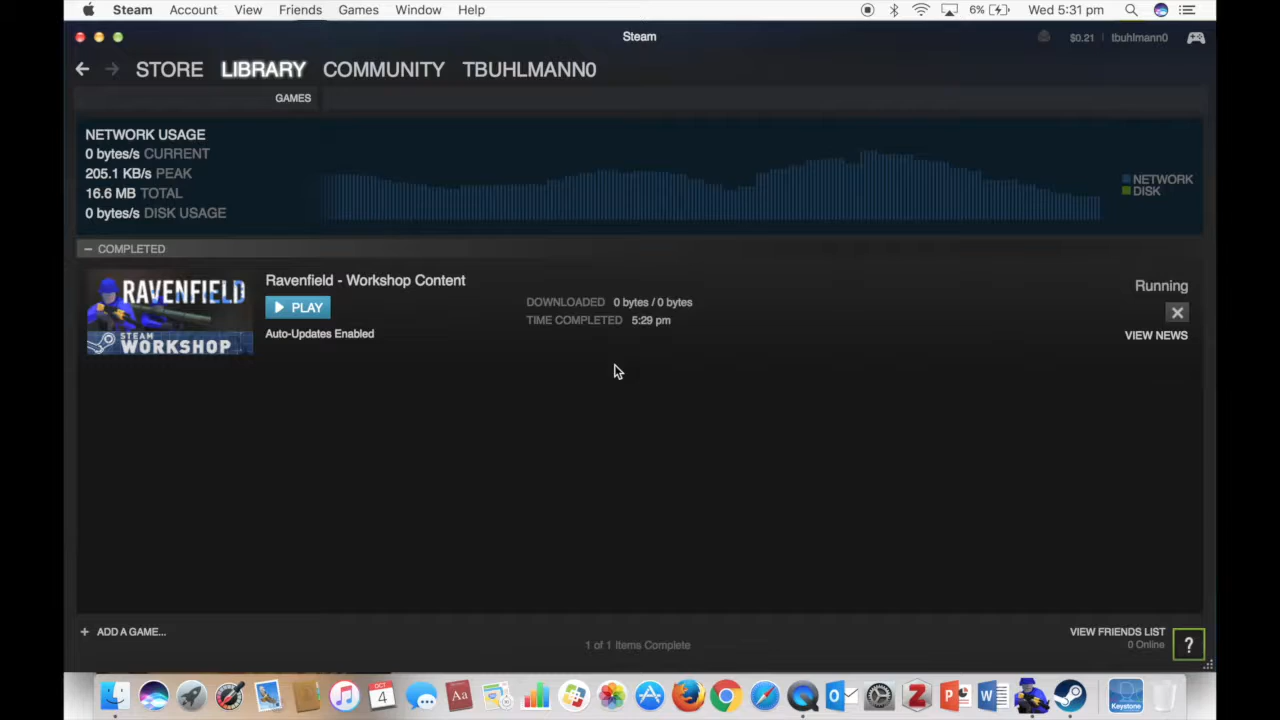 Steam Account View Friends Games Window Help 6% Wed 5:31 pm
Steam
$0.21 tbuhlmann0
STORE LIBRARY COMMUNITY TBUHLMANN0
GAMES
NETWORK USAGE
0 bytes/s CURRENT
205.1 KB/s PEAK
16.6 MB TOTAL
0 bytes/s DISK USAGE
NETWORK
DISK
COMPLETED
RAVENFIELD
STEAM
WORKSHOP
Ravenfield - Workshop Content
PLAY
Auto-Updates Enabled
DOWNLOADED 0 bytes / 0 bytes
TIME COMPLETED 5:29 pm
Running
VIEW NEWS
+ ADD A GAME...
1 of 1 Items Complete
VIEW FRIENDS LIST
0 Online
?
OCT
4
Aa
Z
P
W
Keystone